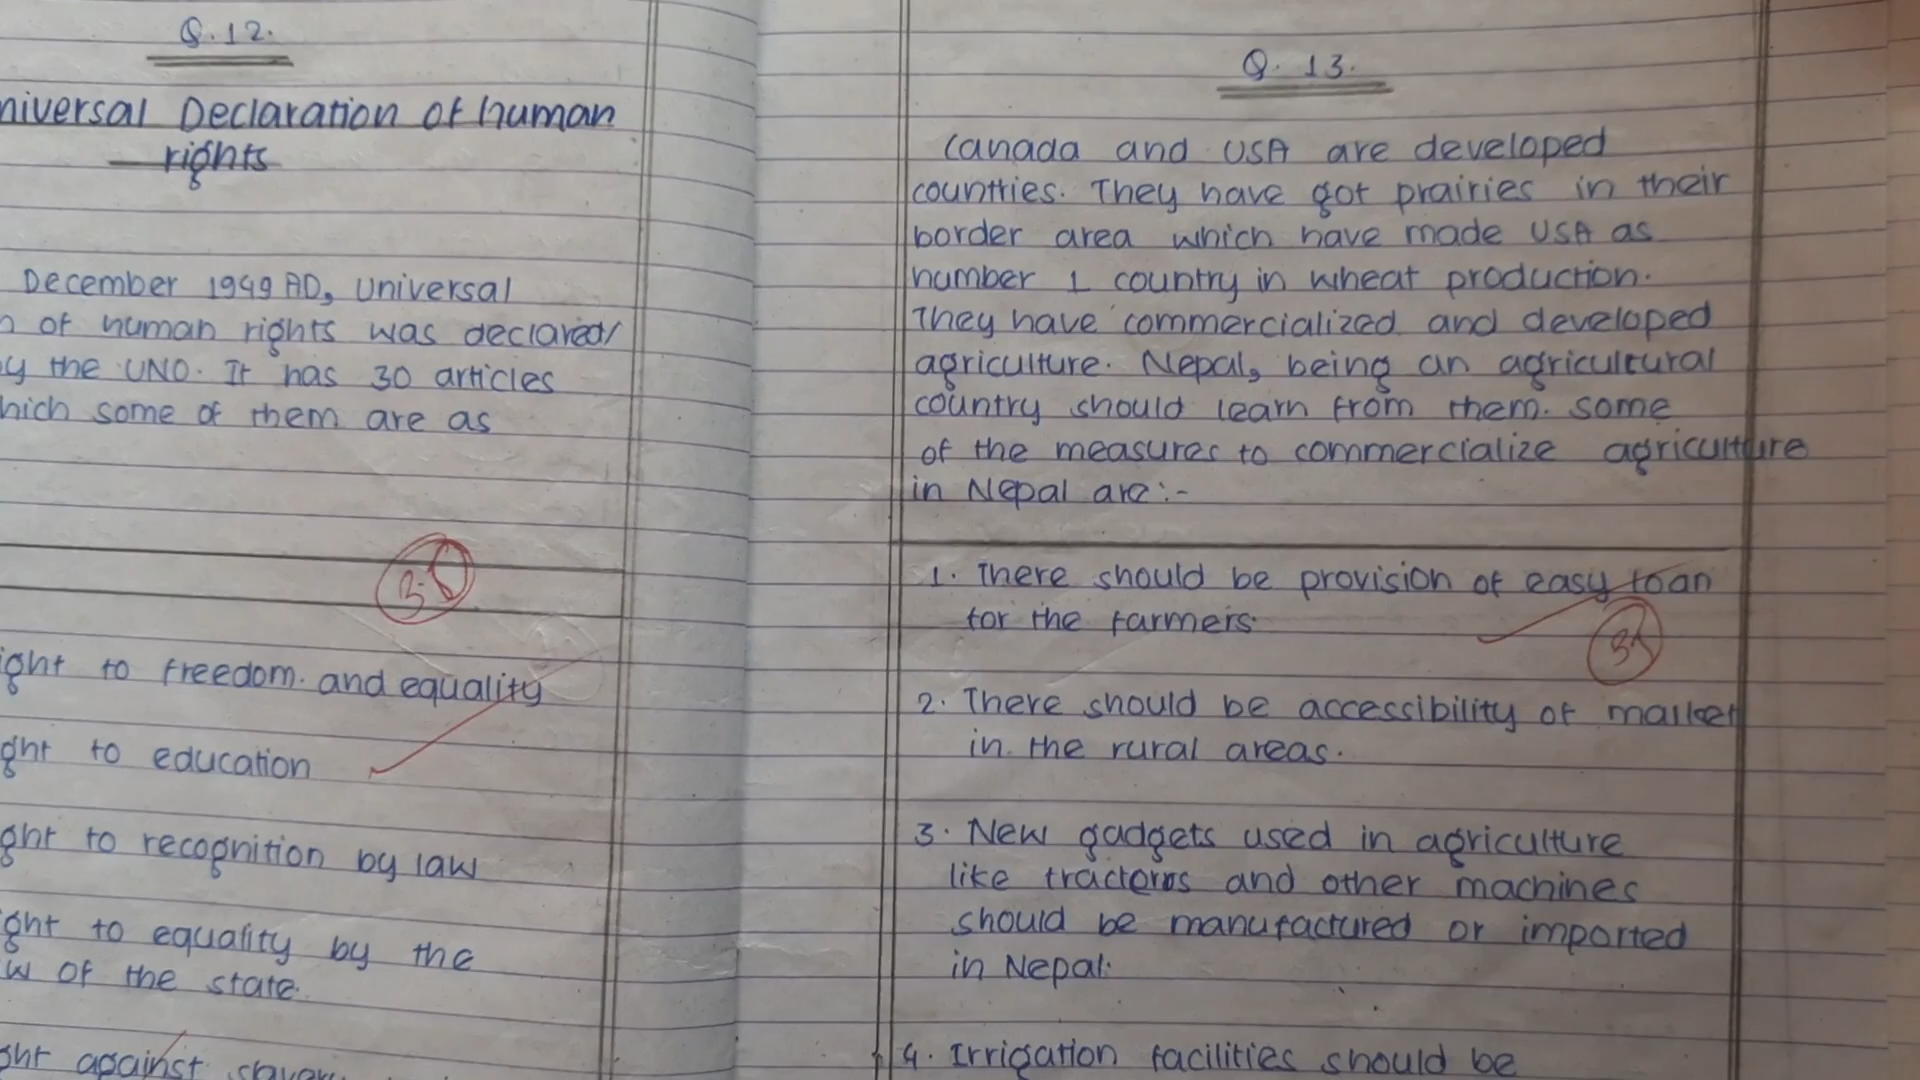 Q.12.
niversal Declaration of human
rights
December 1949 AD, Universal
n of human rights was declared/
y the UNO. It has 30 articles
hich some of them are as
ight to freedom. and equality
ght to education
ght to recognition by law
ight to equality by the
w of the state.
ght against slavery
Q. 13.
Canada and USA are developed
countries. They have got prairies in their
border area which have made USA as
number 1 country in wheat production.
They have commercialized and developed
agriculture. Nepal, being an agricultural
country should learn from them. some
of the measures to commercialize agriculture
in Nepal are:-
1. There should be provision of easy loan
for the farmers.
2. There should be accessibility of market
in the rural areas.
3. New gadgets used in agriculture
like tractoros and other machines
should be manufactured or imported
in Nepal.
4. Irrigation facilities should be